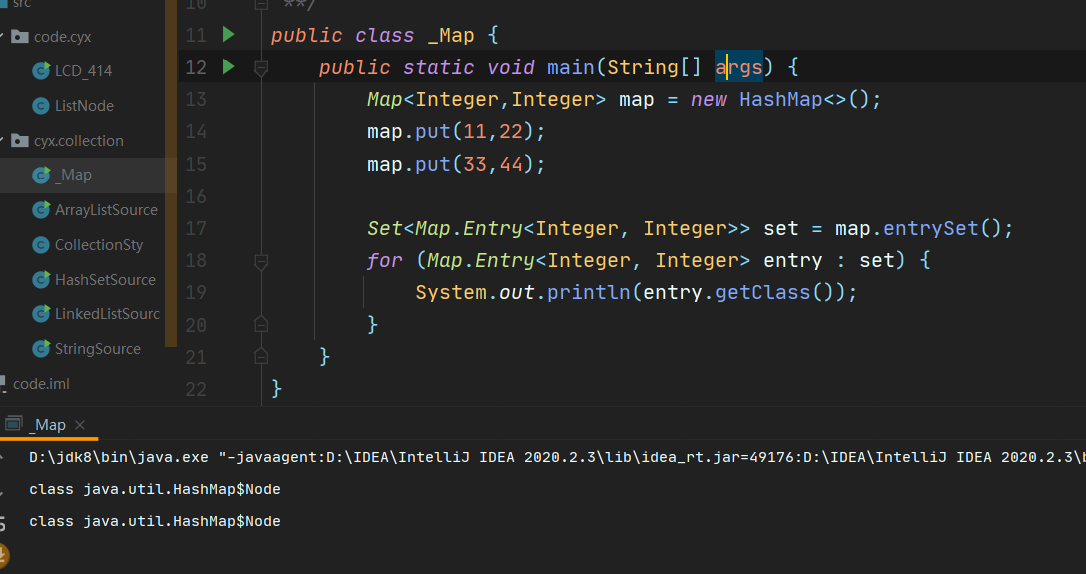 src
code.cyx
LCD_414
ListNode
cyx.collection
_Map
ArrayListSource
CollectionSty
HashSetSource
LinkedListSourc
StringSource
code.iml
10 **/
11 public class _Map {
12 public static void main(String[] args) {
13 Map<Integer,Integer> map = new HashMap<>();
14 map.put(11,22);
15 map.put(33,44);
16
17 Set<Map.Entry<Integer, Integer>> set = map.entrySet();
18 for (Map.Entry<Integer, Integer> entry : set) {
19 System.out.println(entry.getClass());
20 }
21 }
22 }
_Map ×
D:\jdk8\bin\java.exe "-javaagent:D:\IDEA\IntelliJ IDEA 2020.2.3\lib\idea_rt.jar=49176:D:\IDEA\IntelliJ IDEA 2020.2.3\b
class java.util.HashMap$Node
class java.util.HashMap$Node